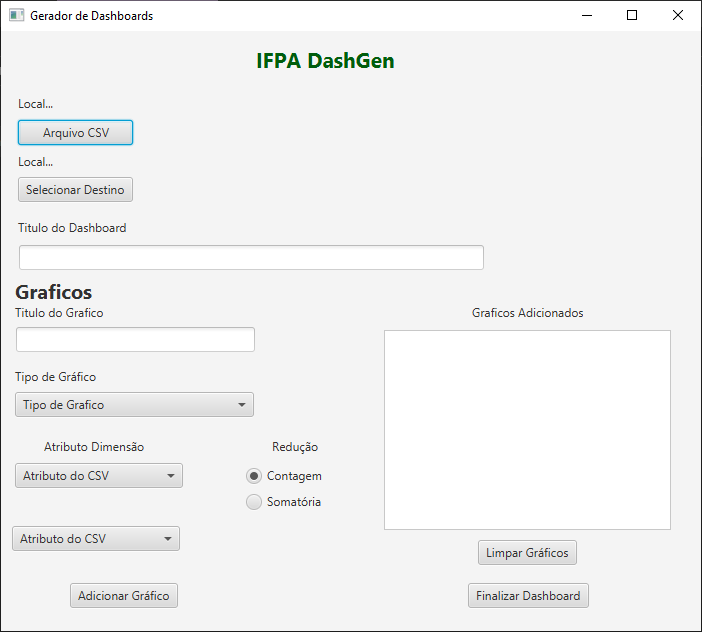 Gerador de Dashboards
IFPA DashGen
Local...
Arquivo CSV
Local...
Selecionar Destino
Titulo do Dashboard
Graficos
Titulo do Grafico
Graficos Adicionados
Tipo de Gráfico
Tipo de Grafico
Atributo Dimensão
Redução
Atributo do CSV
Contagem
Somatória
Atributo do CSV
Limpar Gráficos
Adicionar Gráfico
Finalizar Dashboard